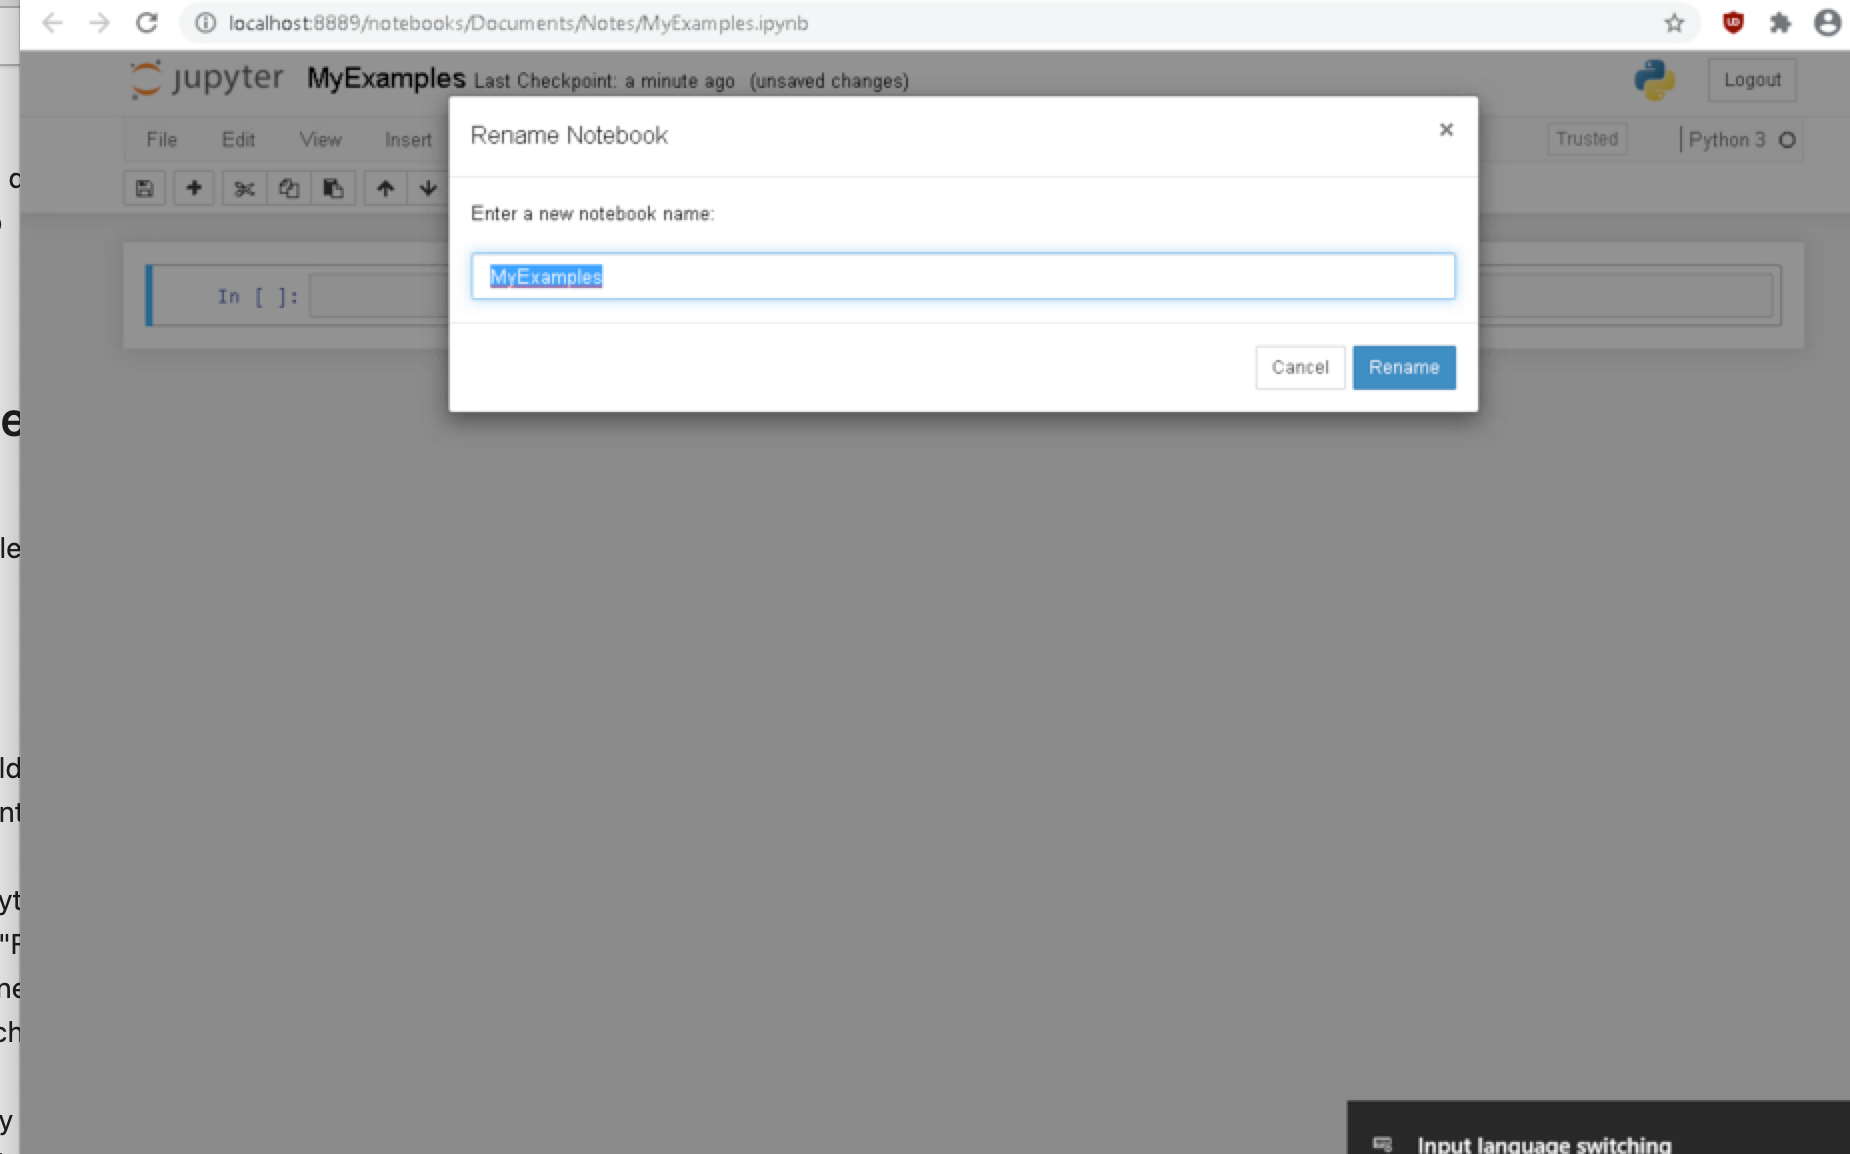 localhost:8889/notebooks/Documents/Notes/MyExamples.ipynb
jupyter MyExamples Last Checkpoint: a minute ago (unsaved changes)
Logout
Rename Notebook
×
File Edit View Insert
Trusted
Python 3
Enter a new notebook name:
MyExamples
In [ ]:
Cancel
Rename
le
ld
nt
yt
ne
ch
y
Input language switching